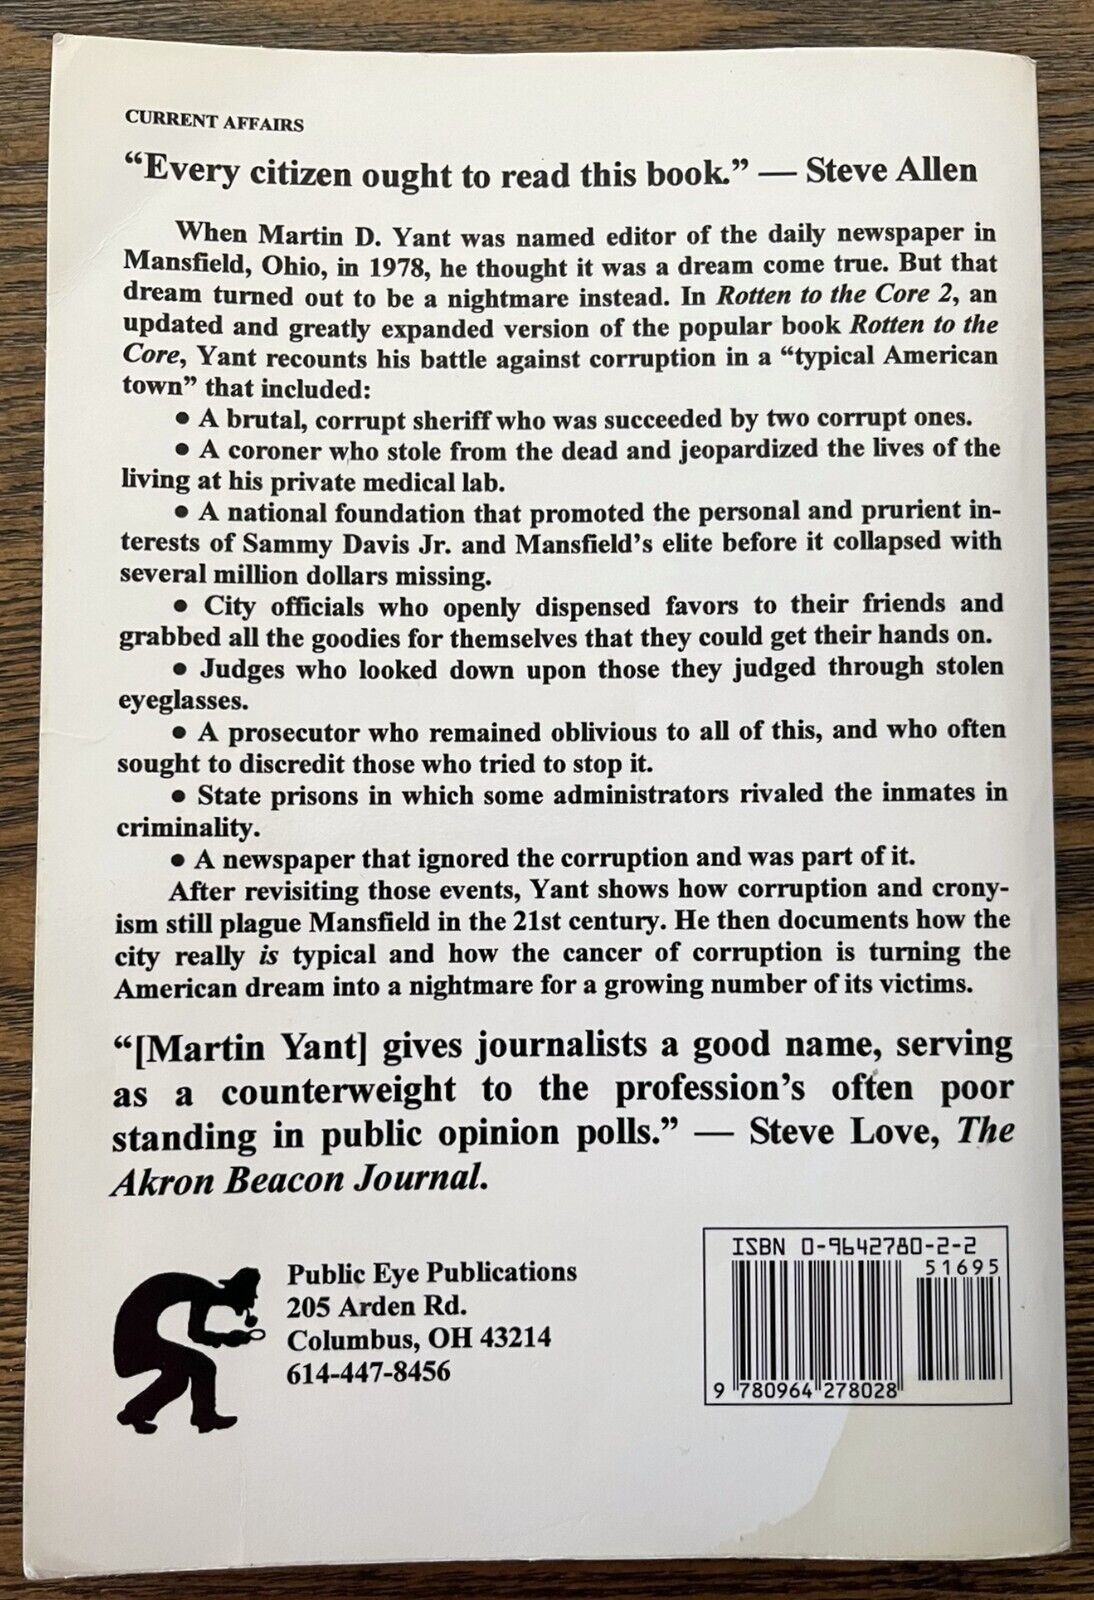 CURRENT AFFAIRS
“Every citizen ought to read this book.” — Steve Allen
When Martin D. Yant was named editor of the daily newspaper in
Mansfield, Ohio, in 1978, he thought it was a dream come true. But that
dream turned out to be a nightmare instead. In Rotten to the Core 2, an
updated and greatly expanded version of the popular book Rotten to the
Core, Yant recounts his battle against corruption in a “typical American
town” that included:
• A brutal, corrupt sheriff who was succeeded by two corrupt ones.
• A coroner who stole from the dead and jeopardized the lives of the
living at his private medical lab.
• A national foundation that promoted the personal and prurient in-
terests of Sammy Davis Jr. and Mansfield’s elite before it collapsed with
several million dollars missing.
• City officials who openly dispensed favors to their friends and
grabbed all the goodies for themselves that they could get their hands on.
• Judges who looked down upon those they judged through stolen
eyeglasses.
• A prosecutor who remained oblivious to all of this, and who often
sought to discredit those who tried to stop it.
• State prisons in which some administrators rivaled the inmates in
criminality.
• A newspaper that ignored the corruption and was part of it.
After revisiting those events, Yant shows how corruption and crony-
ism still plague Mansfield in the 21st century. He then documents how the
city really is typical and how the cancer of corruption is turning the
American dream into a nightmare for a growing number of its victims.
“[Martin Yant] gives journalists a good name, serving
as a counterweight to the profession’s often poor
standing in public opinion polls.” — Steve Love, The
Akron Beacon Journal.
Public Eye Publications
205 Arden Rd.
Columbus, OH 43214
614-447-8456
ISBN 0-9642780-2-2
51695
9 780964 278028